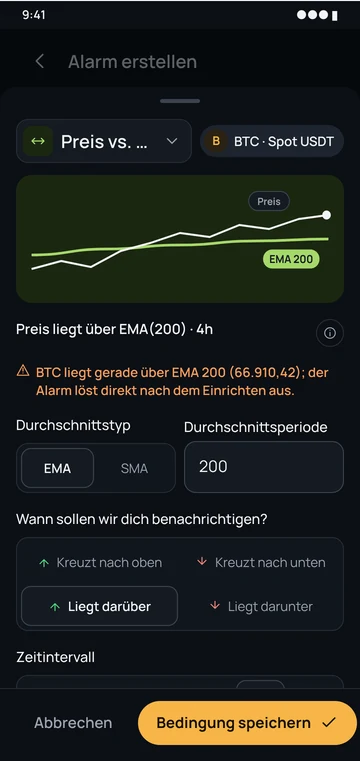 9:41
Alarm erstellen
Preis vs. ...
B BTC · Spot USDT
Preis
EMA 200
Preis liegt über EMA(200) · 4h
BTC liegt gerade über EMA 200 (66.910,42); der
Alarm löst direkt nach dem Einrichten aus.
Durchschnittstyp
Durchschnittsperiode
EMA
SMA
200
Wann sollen wir dich benachrichtigen?
Kreuzt nach oben
Kreuzt nach unten
Liegt darüber
Liegt darunter
Zeitintervall
Abbrechen
Bedingung speichern